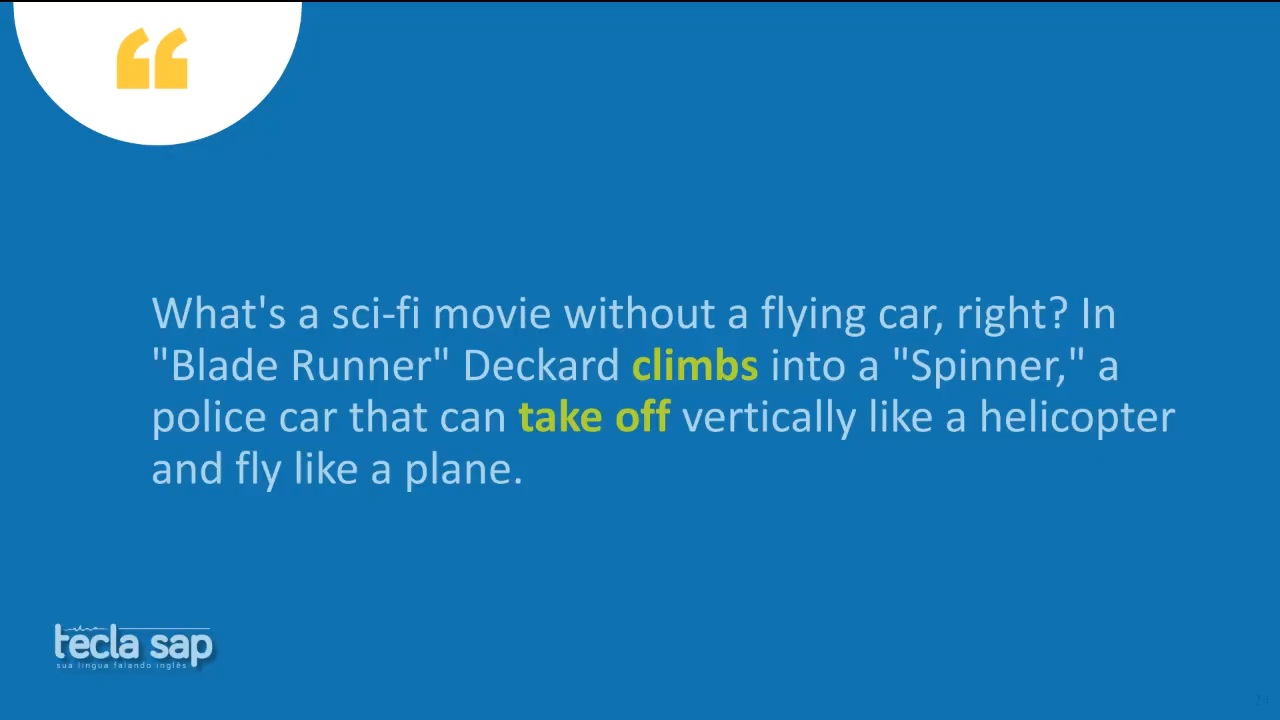 What's a sci-fi movie without a flying car, right? In
"Blade Runner" Deckard climbs into a "Spinner," a
police car that can take off vertically like a helicopter
and fly like a plane.
tecla sap
sua língua falando inglês
24